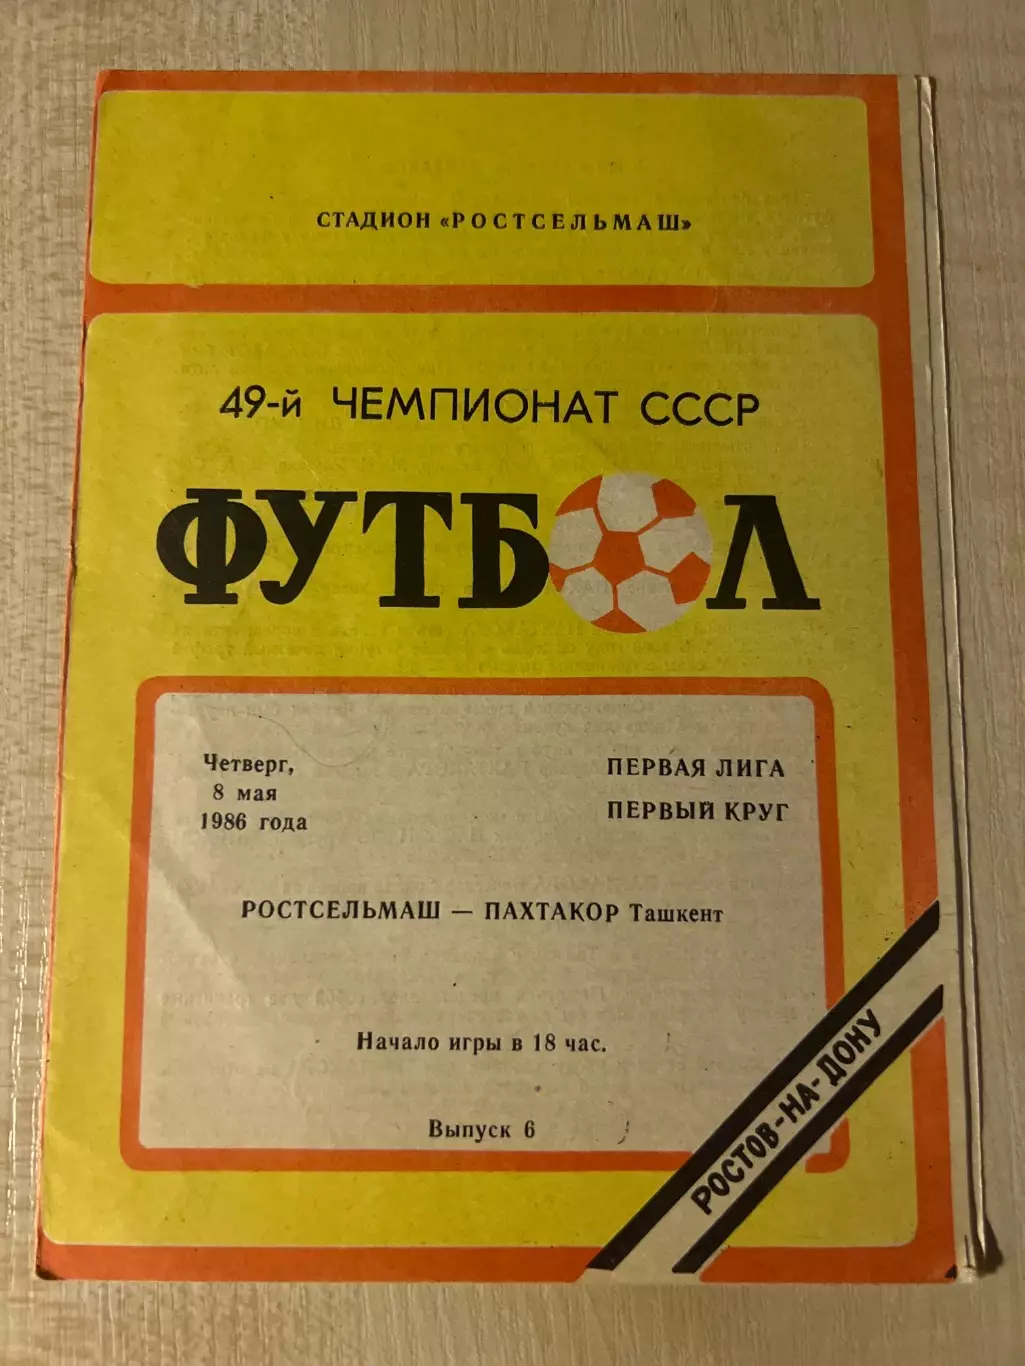 СТАДИОН «РОСТСЕЛЬМАШ»
49-й ЧЕМПИОНАТ СССР
ФУТБОЛ
Четверг,
8 мая
1986 года
ПЕРВАЯ ЛИГА
ПЕРВЫЙ КРУГ
РОСТСЕЛЬМАШ — ПАХТАКОР Ташкент
Начало игры в 18 час.
Выпуск 6
РОСТОВ-НА-ДОНУ